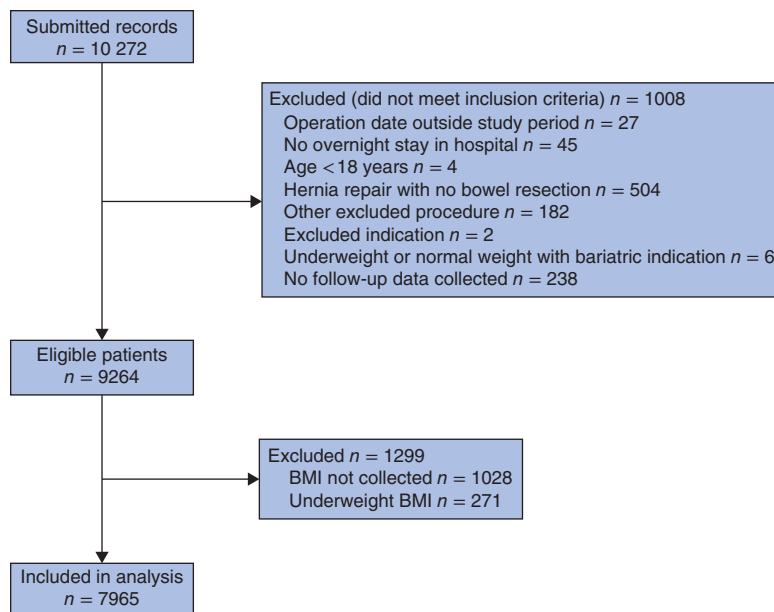 Submitted records
n = 10 272
Excluded (did not meet inclusion criteria) n = 1008
Operation date outside study period n = 27
No overnight stay in hospital n = 45
Age <18 years n = 4
Hernia repair with no bowel resection n = 504
Other excluded procedure n = 182
Excluded indication n = 2
Underweight or normal weight with bariatric indication n = 6
No follow-up data collected n = 238
Eligible patients
n = 9264
Excluded n = 1299
BMI not collected n = 1028
Underweight BMI n = 271
Included in analysis
n = 7965